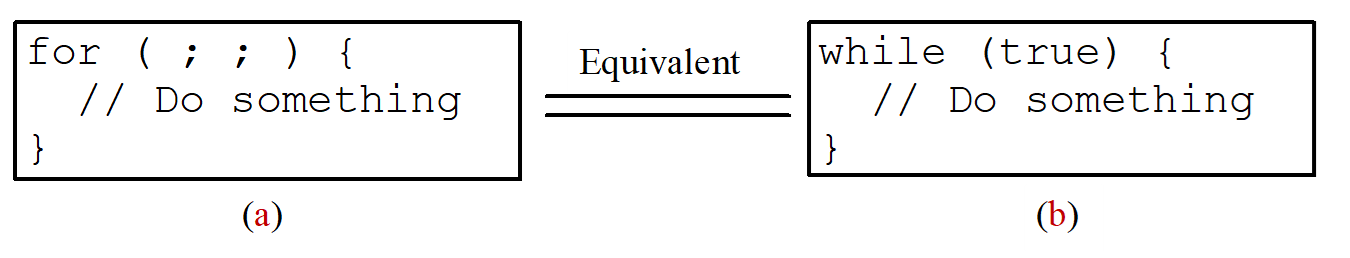 for ( ; ; ) {
  // Do something
}
(a)
Equivalent
while (true) {
  // Do something
}
(b)